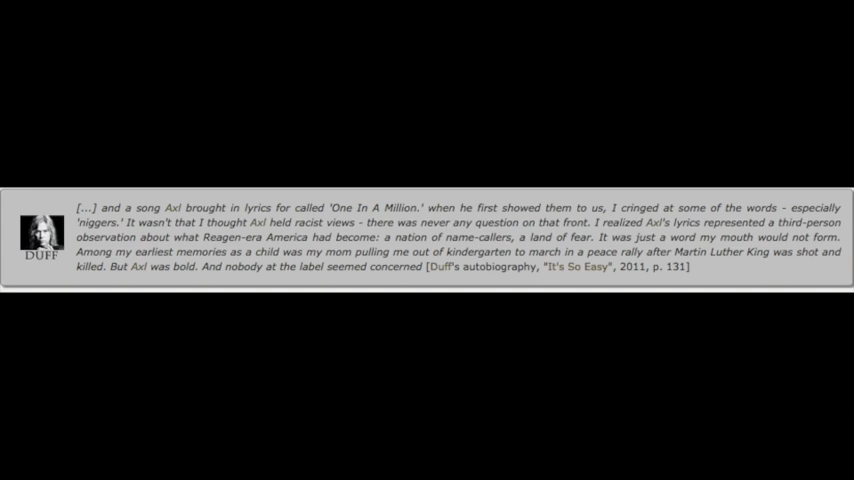 [...] and a song Axl brought in lyrics for called 'One In A Million.' when he first showed them to us, I cringed at some of the words - especially
'niggers.' It wasn't that I thought Axl held racist views - there was never any question on that front. I realized Axl's lyrics represented a third-person
observation about what Reagen-era America had become: a nation of name-callers, a land of fear. It was just a word my mouth would not form.
Among my earliest memories as a child was my mom pulling me out of kindergarten to march in a peace rally after Martin Luther King was shot and
killed. But Axl was bold. And nobody at the label seemed concerned [Duff's autobiography, "It's So Easy", 2011, p. 131]
DUFF